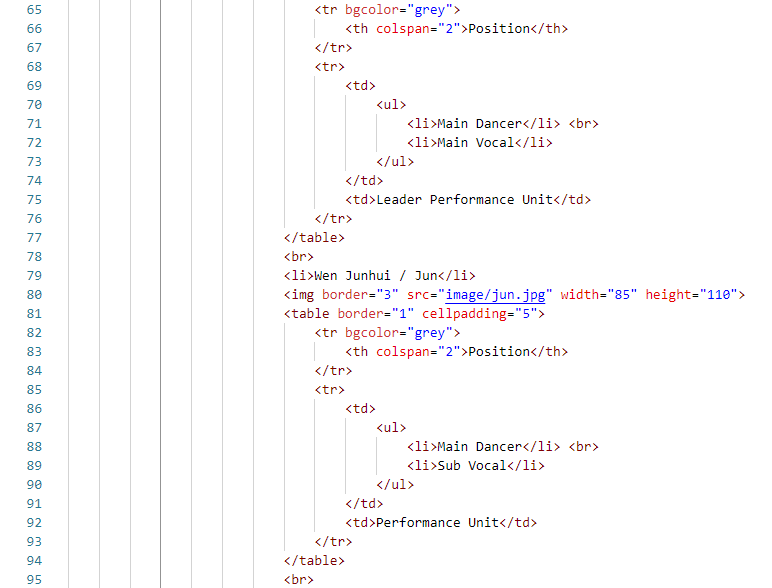 65 <tr bgcolor="grey">
66 <th colspan="2">Position</th>
67 </tr>
68 <tr>
69 <td>
70 <ul>
71 <li>Main Dancer</li> <br>
72 <li>Main Vocal</li>
73 </ul>
74 </td>
75 <td>Leader Performance Unit</td>
76 </tr>
77 </table>
78 <br>
79 <li>Wen Junhui / Jun</li>
80 <img border="3" src="image/jun.jpg" width="85" height="110">
81 <table border="1" cellpadding="5">
82 <tr bgcolor="grey">
83 <th colspan="2">Position</th>
84 </tr>
85 <tr>
86 <td>
87 <ul>
88 <li>Main Dancer</li> <br>
89 <li>Sub Vocal</li>
90 </ul>
91 </td>
92 <td>Performance Unit</td>
93 </tr>
94 </table>
95 <br>